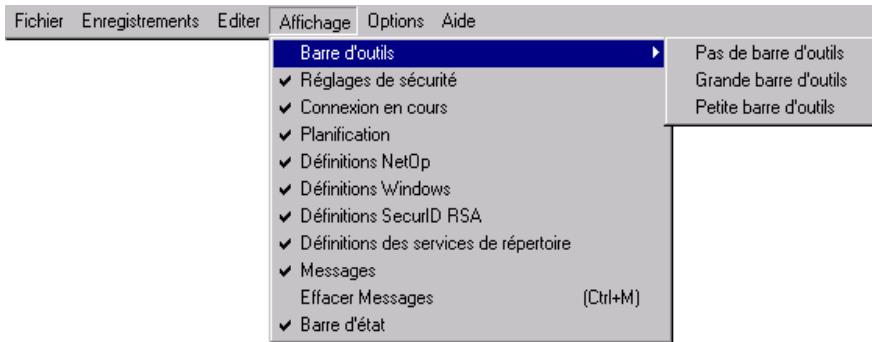 Fichier Enregistrements Editer Affichage Options Aide
Barre d'outils
Pas de barre d'outils
Grande barre d'outils
Petite barre d'outils
Réglages de sécurité
Connexion en cours
Planification
Définitions NetOp
Définitions Windows
Définitions SecurID RSA
Définitions des services de répertoire
Messages
Effacer Messages (Ctrl+M)
Barre d'état